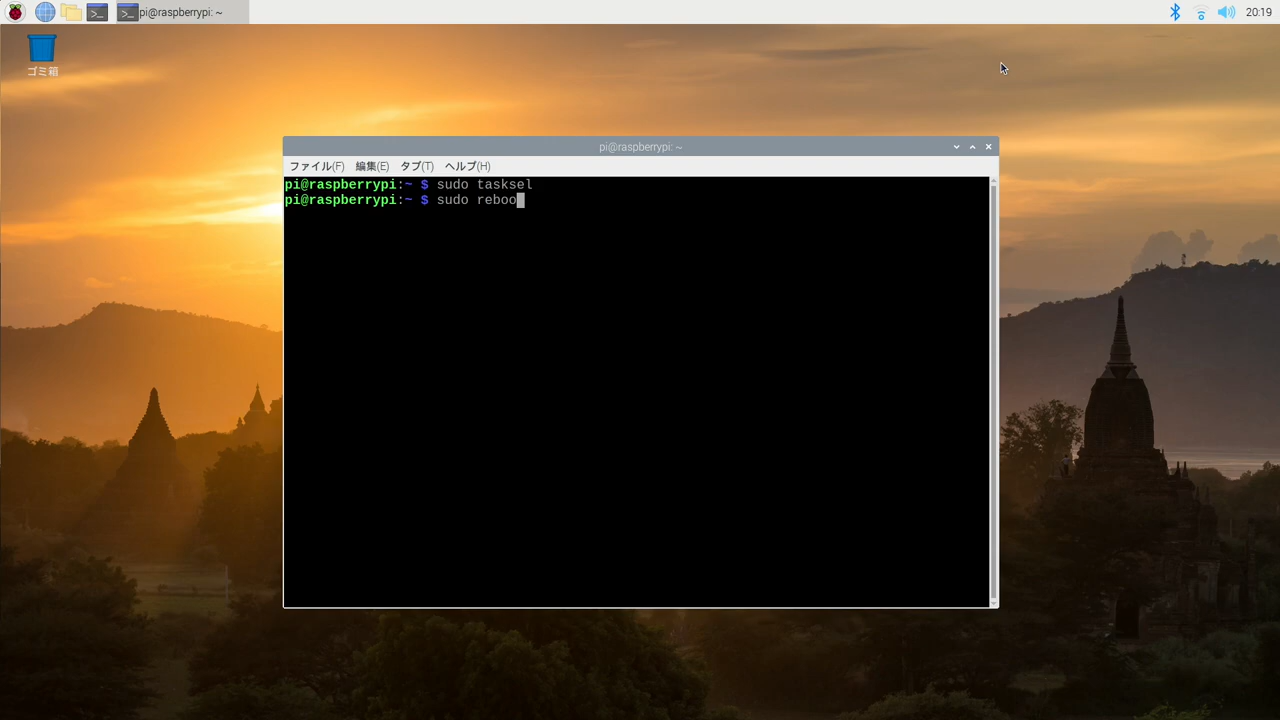 pi@raspberrypi: ~
20:19
ゴミ箱
pi@raspberrypi: ~
ファイル(F) 編集(E) タブ(T) ヘルプ(H)
pi@raspberrypi:~ $ sudo tasksel
pi@raspberrypi:~ $ sudo reboo